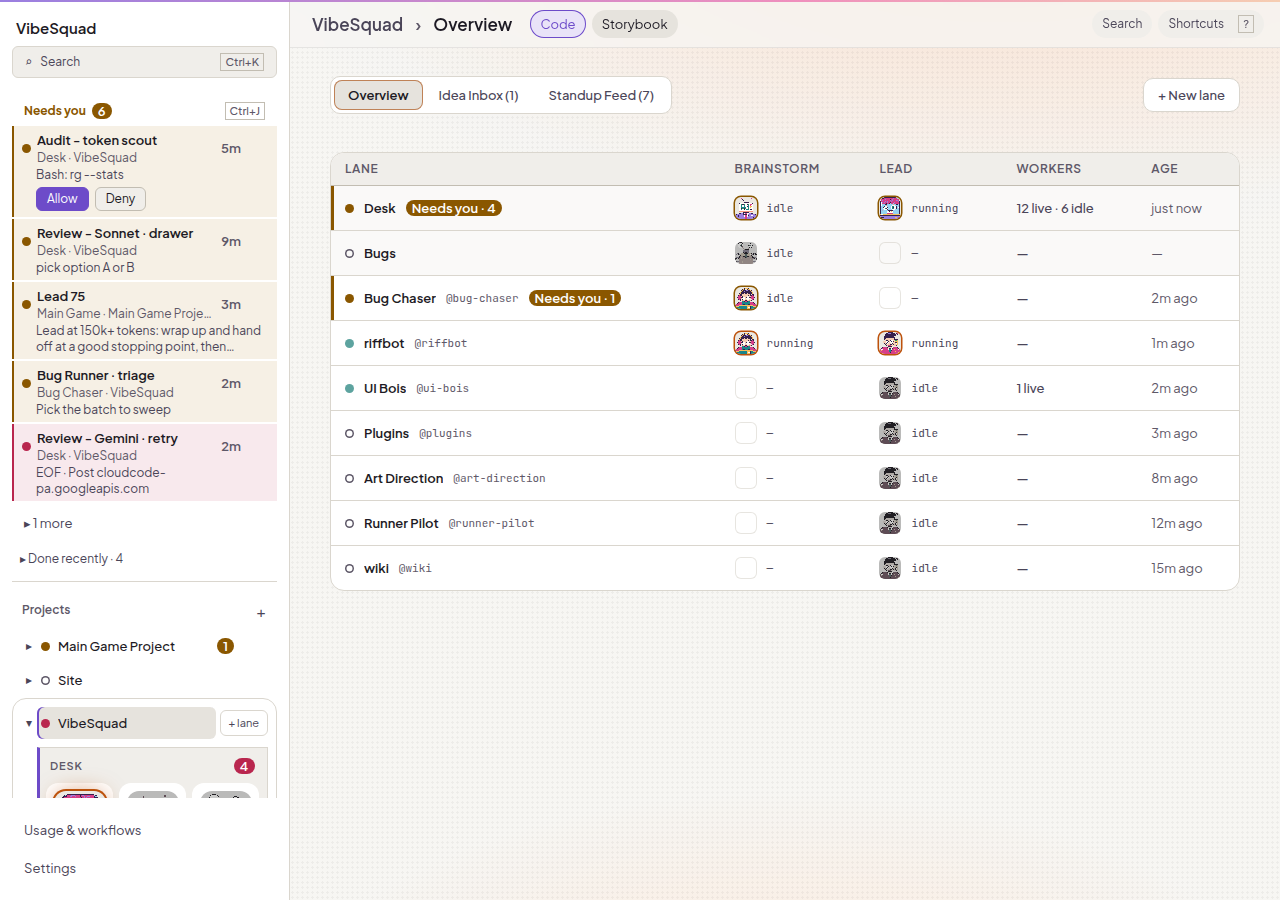 VibeSquad
Search Ctrl+K
Needs you 6 Ctrl+J
Audit – token scout 5m
Desk · VibeSquad
Bash: rg --stats
Allow Deny
Review – Sonnet · drawer 9m
Desk · VibeSquad
pick option A or B
Lead 75 3m
Main Game · Main Game Proje...
Lead at 150k+ tokens: wrap up and hand
off at a good stopping point, then...
Bug Runner · triage 2m
Bug Chaser · VibeSquad
Pick the batch to sweep
Review – Gemini · retry 2m
Desk · VibeSquad
EOF · Post cloudcode-
pa.googleapis.com
▸ 1 more
▸ Done recently · 4
Projects +
▸ Main Game Project 1
▸ Site
▾ VibeSquad + lane
DESK 4
Usage & workflows
Settings
VibeSquad › Overview Code Storybook Search Shortcuts ?
Overview Idea Inbox (1) Standup Feed (7) + New lane
LANE BRAINSTORM LEAD WORKERS AGE
Desk Needs you · 4 idle running 12 live · 6 idle just now
Bugs idle – — —
Bug Chaser @bug-chaser Needs you · 1 idle – — 2m ago
riffbot @riffbot running running — 1m ago
UI Bois @ui-bois – idle 1 live 2m ago
Plugins @plugins – idle — 3m ago
Art Direction @art-direction – idle — 8m ago
Runner Pilot @runner-pilot – idle — 12m ago
wiki @wiki – idle — 15m ago